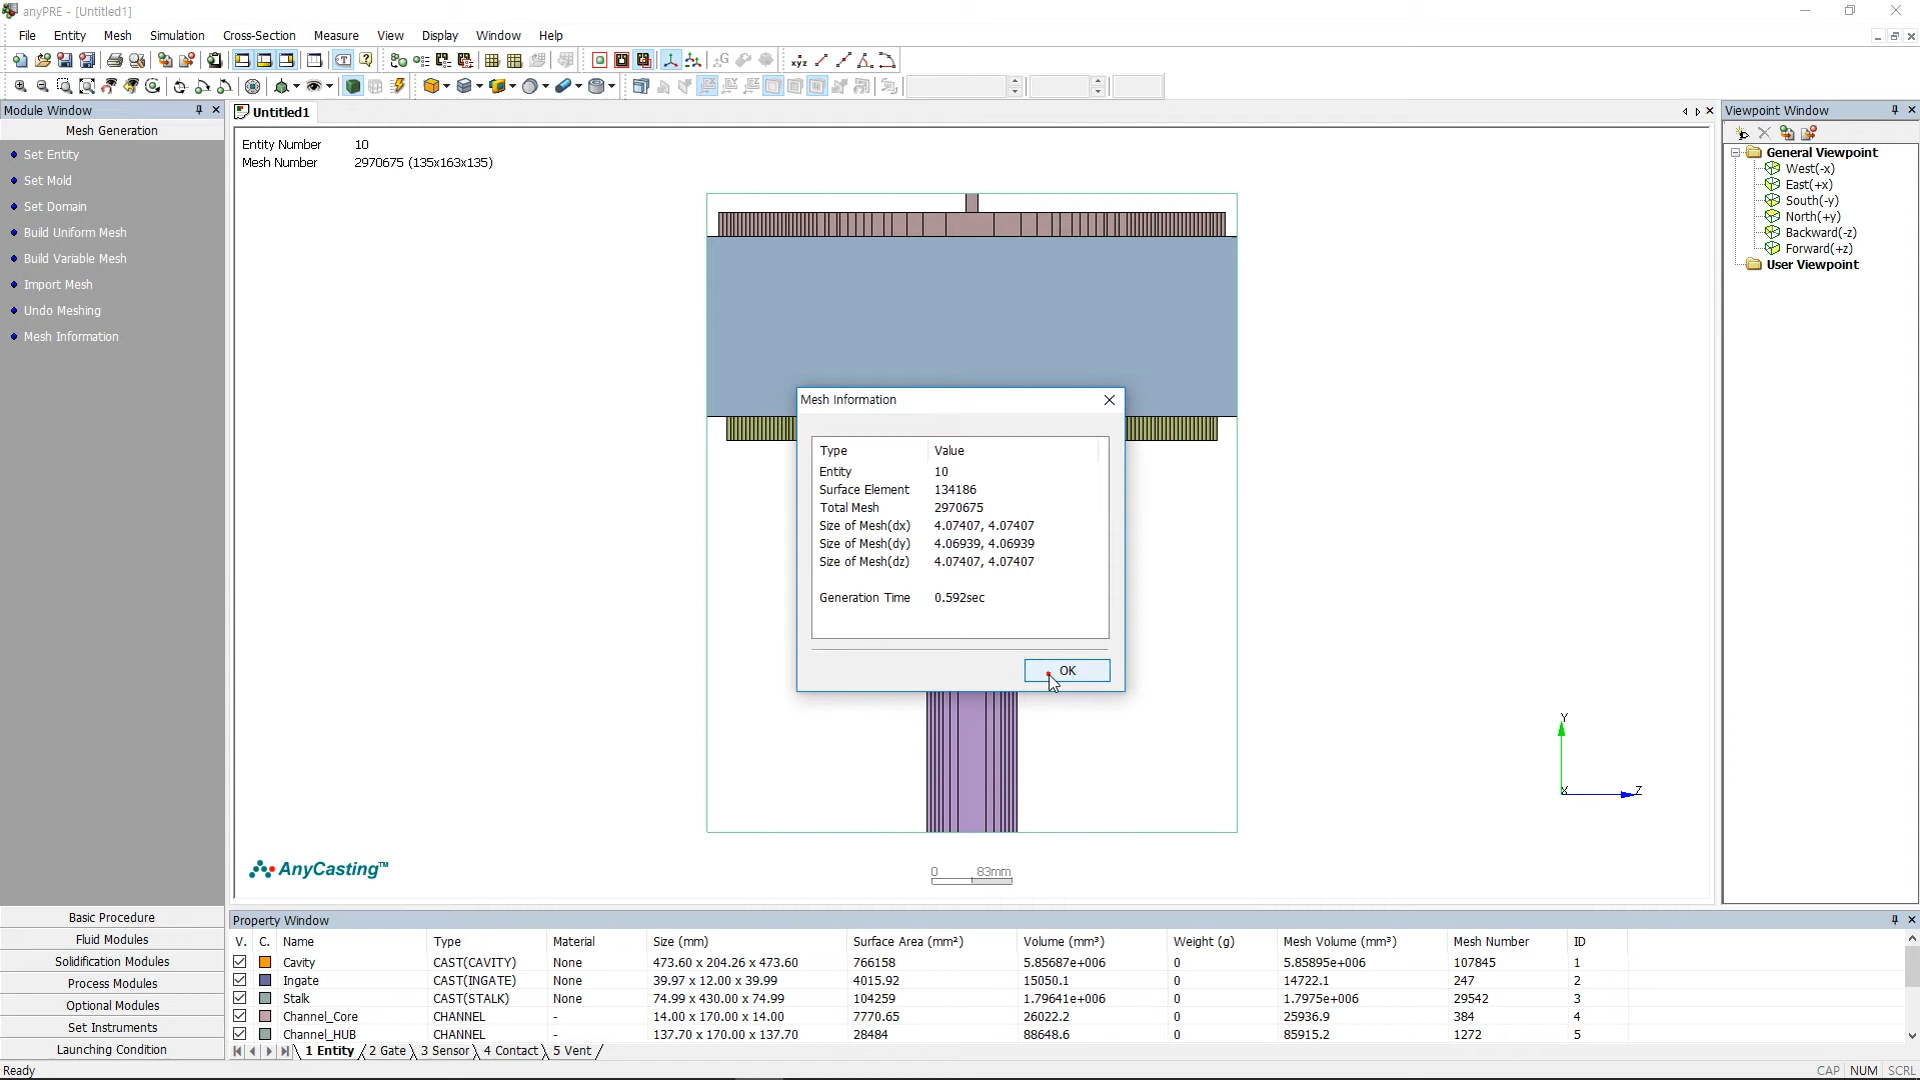 anyPRE - [Untitled1]
File Entity Mesh Simulation Cross-Section Measure View Display Window Help
Module Window
Mesh Generation
Set Entity
Set Mold
Set Domain
Build Uniform Mesh
Build Variable Mesh
Import Mesh
Undo Meshing
Mesh Information
Basic Procedure
Fluid Modules
Solidification Modules
Process Modules
Optional Modules
Set Instruments
Launching Condition
Untitled1
Entity Number 10
Mesh Number 2970675 (135x163x135)
Mesh Information
Type Value
Entity 10
Surface Element 134186
Total Mesh 2970675
Size of Mesh(dx) 4.07407, 4.07407
Size of Mesh(dy) 4.06939, 4.06939
Size of Mesh(dz) 4.07407, 4.07407
Generation Time 0.592sec
OK
Y
X Z
AnyCasting™
0 83mm
Viewpoint Window
General Viewpoint
West(-x)
East(+x)
South(-y)
North(+y)
Backward(-z)
Forward(+z)
User Viewpoint
Property Window
V. C. Name Type Material Size (mm) Surface Area (mm²) Volume (mm³) Weight (g) Mesh Volume (mm³) Mesh Number ID
Cavity CAST(CAVITY) None 473.60 x 204.26 x 473.60 766158 5.85687e+006 0 5.85895e+006 107845 1
Ingate CAST(INGATE) None 39.97 x 12.00 x 39.99 4015.92 15050.1 0 14722.1 247 2
Stalk CAST(STALK) None 74.99 x 430.00 x 74.99 104259 1.79641e+006 0 1.7975e+006 29542 3
Channel_Core CHANNEL - 14.00 x 170.00 x 14.00 7770.65 26022.2 0 25936.9 384 4
Channel_HUB CHANNEL - 137.70 x 170.00 x 137.70 28484 88648.6 0 85915.2 1272 5
1 Entity 2 Gate 3 Sensor 4 Contact 5 Vent
Ready CAP NUM SCRL